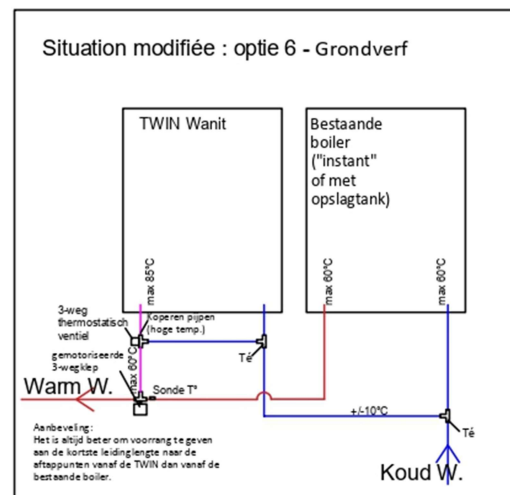 Situation modifiée : optie 6 - Grondverf
TWIN Wanit
Bestaande
boiler
("instant"
of met
opslagtank)
max 85°C
max 60°C
max 60°C
3-weg
thermostatisch
ventiel
Koperen pijpen
(hoge temp.)
gemotoriseerde
3-wegklep
max 60°C
Té
Sonde T°
Warm W.
+/-10°C
Té
Aanbeveling:
Het is altijd beter om voorrang te geven
aan de kortste leidinglengte naar de
aftappunten vanaf de TWIN dan vanaf de
bestaande boiler.
Koud W.